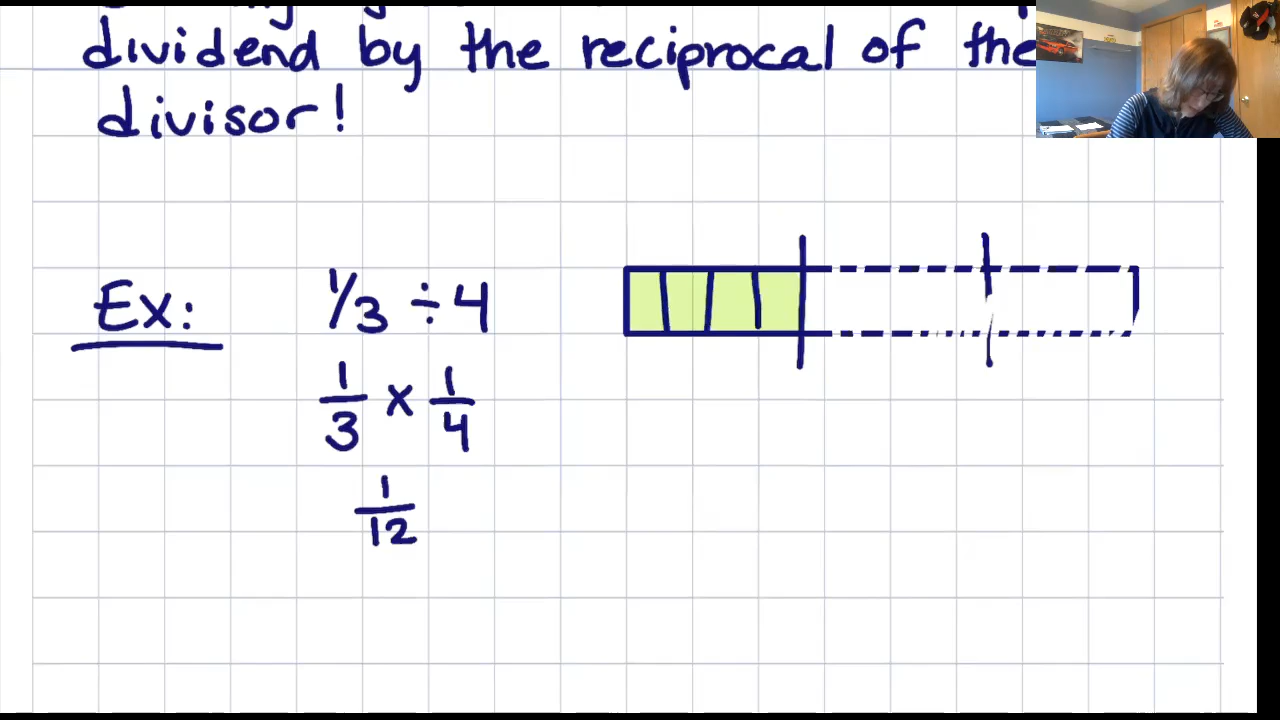 dividend by the reciprocal of the
divisor!
Ex: 1/3 ÷ 4
1/3 × 1/4
1/12